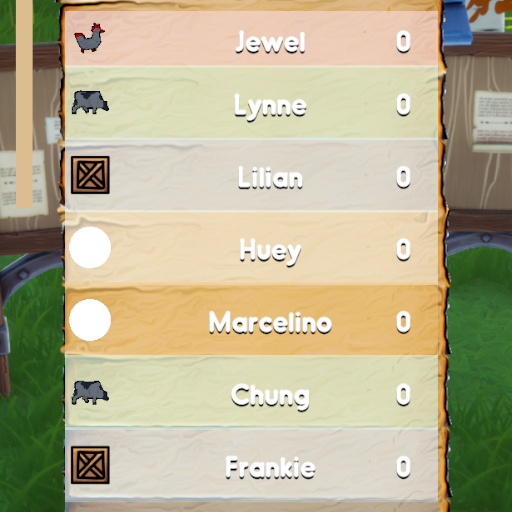 Jewel 0
Lynne 0
Lilian 0
Huey 0
Marcelino 0
Chung 0
Frankie 0